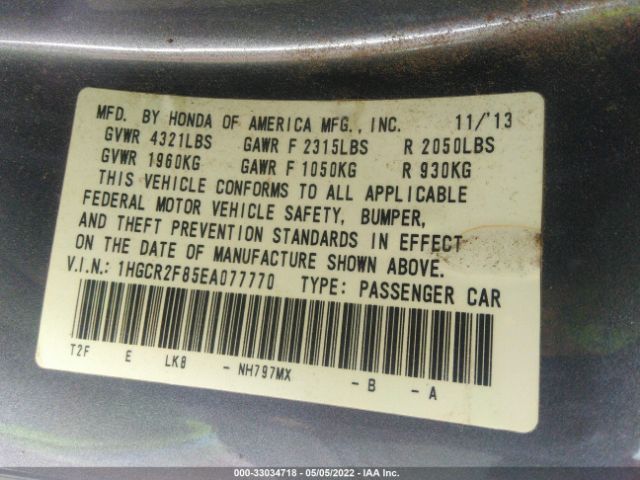 MFD. BY HONDA OF AMERICA MFG., INC. 11/'13
GVWR 4321LBS GAWR F 2315LBS R 2050LBS
GVWR 1960KG GAWR F 1050KG R 930KG
THIS VEHICLE CONFORMS TO ALL APPLICABLE
FEDERAL MOTOR VEHICLE SAFETY, BUMPER,
AND THEFT PREVENTION STANDARDS IN EFFECT
ON THE DATE OF MANUFACTURE SHOWN ABOVE.
V.I.N.: 1HGCR2F85EA077770 TYPE: PASSENGER CAR
T2F E LK8 - NH797MX - B - A
000-33034718 - 05/05/2022 - IAA Inc.